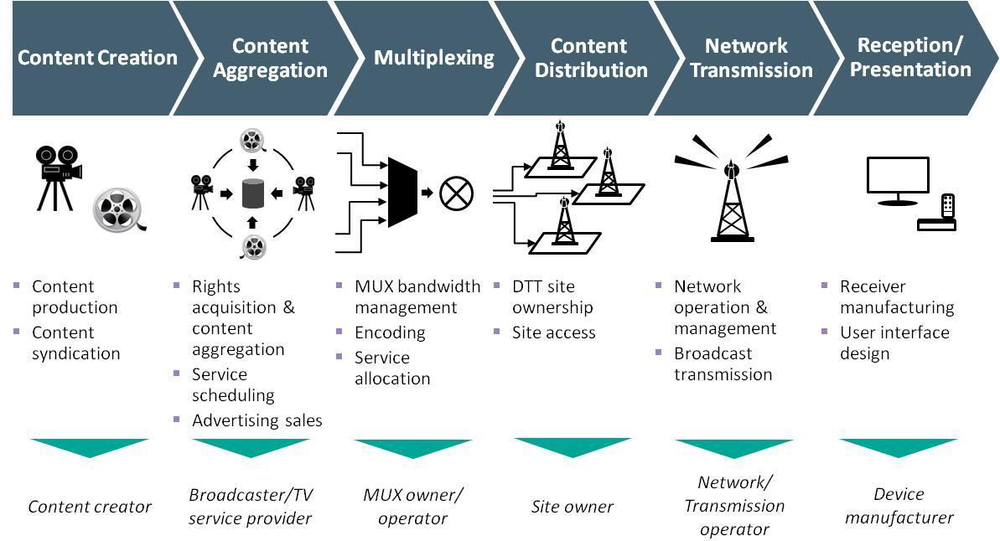 Content Creation
Content
Aggregation
Multiplexing
Content
Distribution
Network
Transmission
Reception/
Presentation
Content
production
Content
syndication
Rights
acquisition &
content
aggregation
Service
scheduling
Advertising sales
MUX bandwidth
management
Encoding
Service
allocation
DTT site
ownership
Site access
Network
operation &
management
Broadcast
transmission
Receiver
manufacturing
User interface
design
Content creator
Broadcaster/TV
service provider
MUX owner/
operator
Site owner
Network/
Transmission
operator
Device
manufacturer